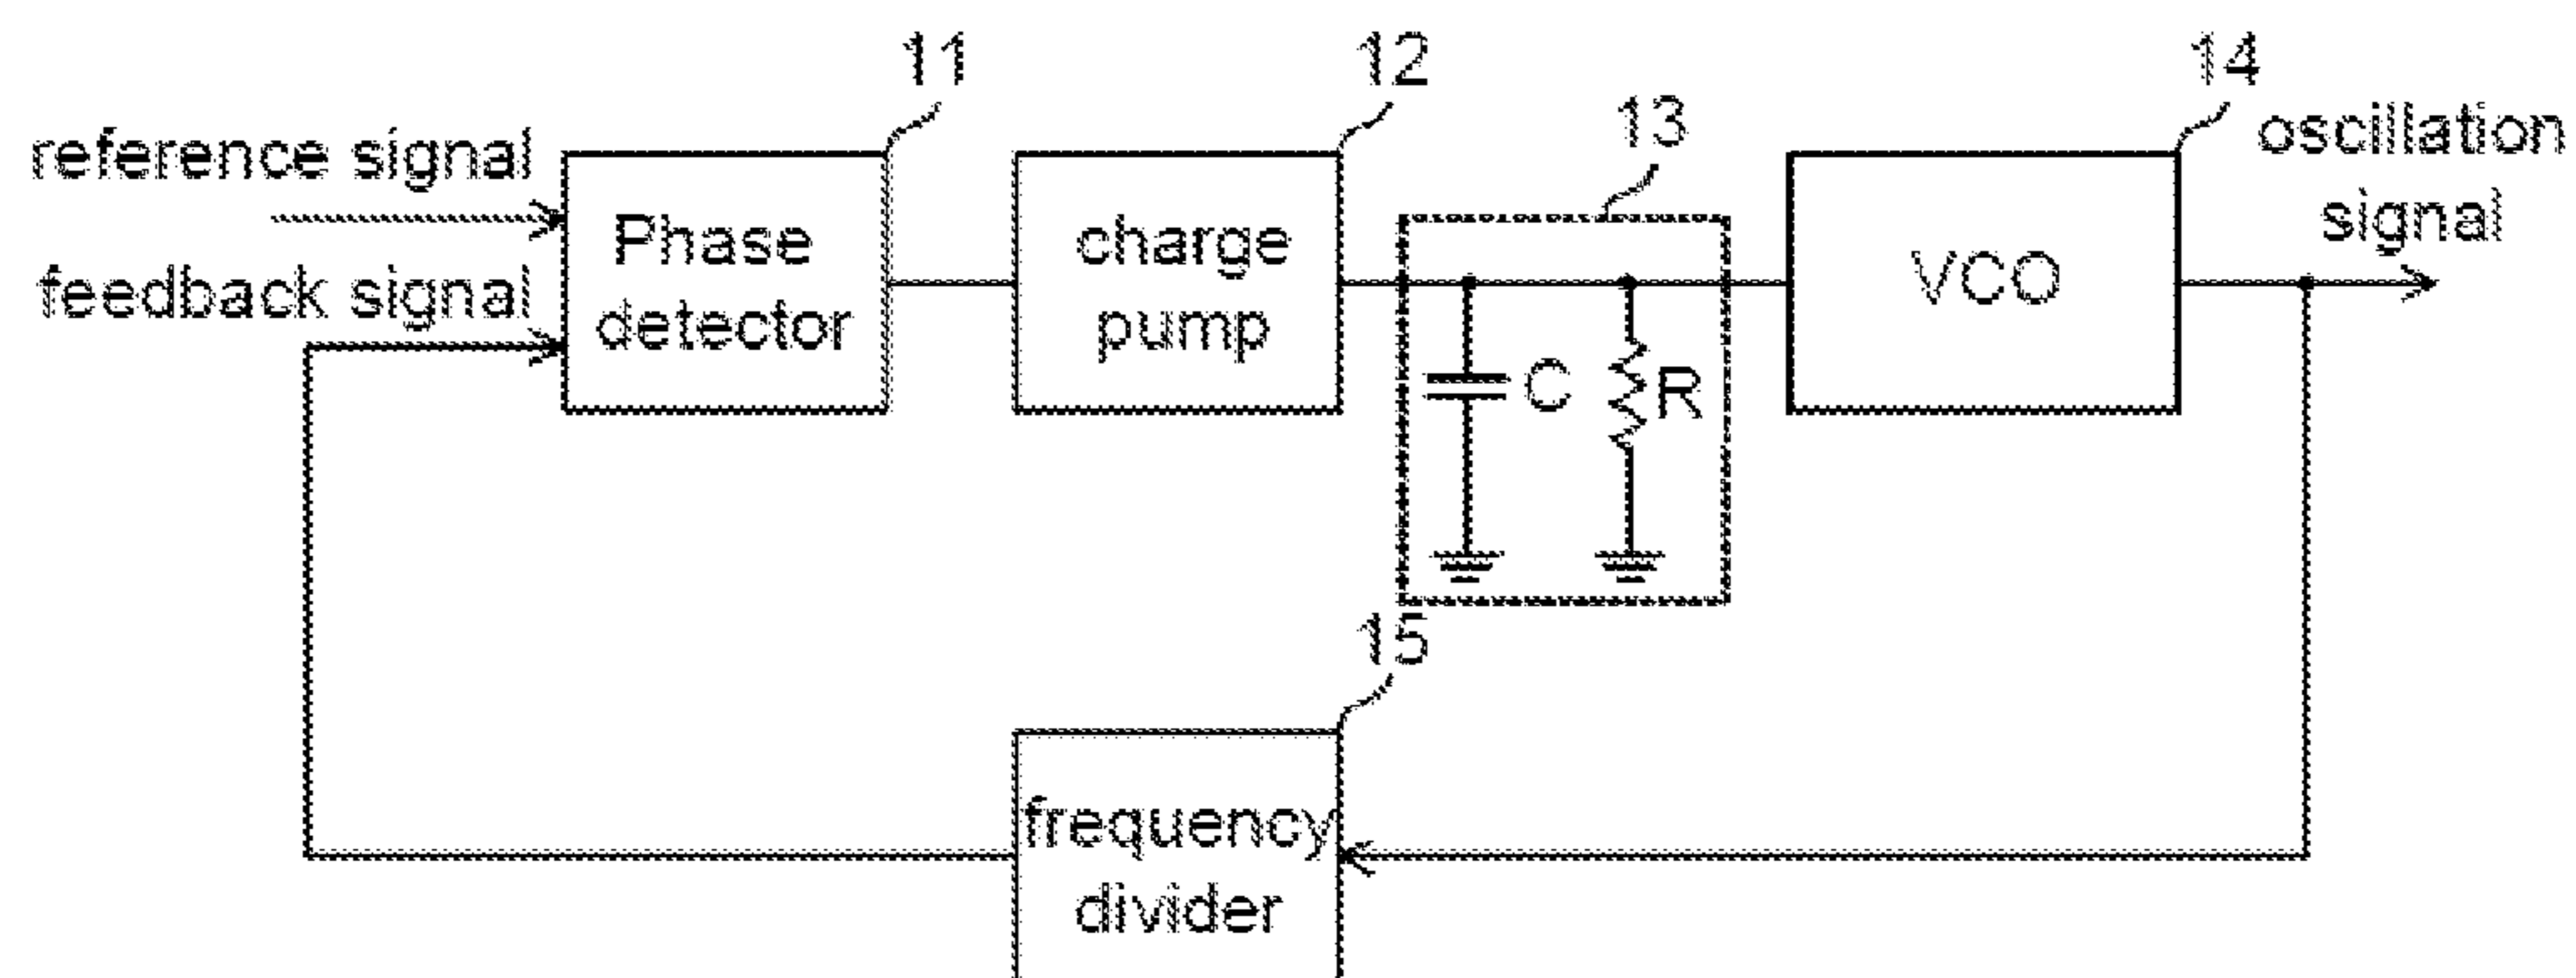 11
12
13
14
reference signal
feedback signal
Phase
detector
charge
pump
C
R
VCO
oscillation
signal
15
frequency
divider